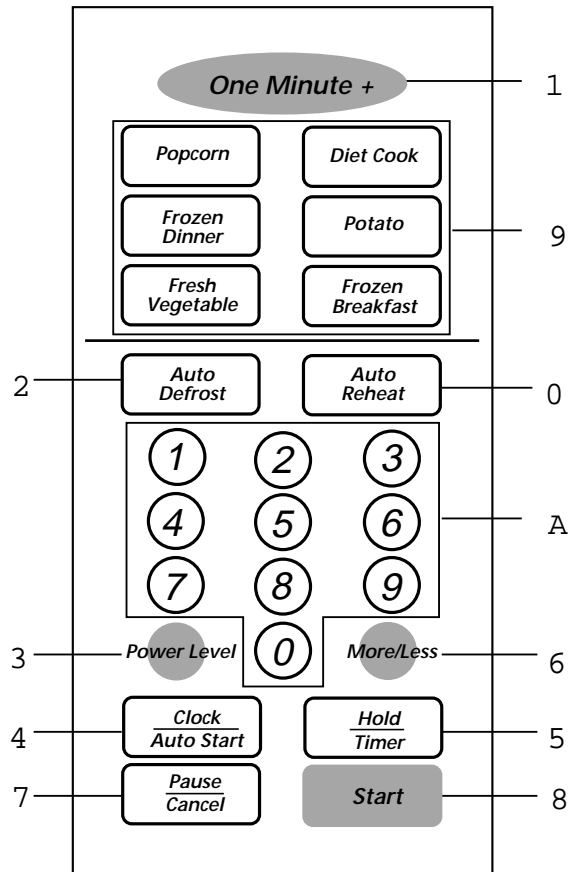 One Minute +
1
Popcorn
Diet Cook
Frozen
Dinner
Potato
9
Fresh
Vegetable
Frozen
Breakfast
2
Auto
Defrost
Auto
Reheat
0
1
2
3
4
5
6
A
7
8
9
3
Power Level
0
More/Less
6
4
Clock
Auto Start
Hold
Timer
5
7
Pause
Cancel
Start
8